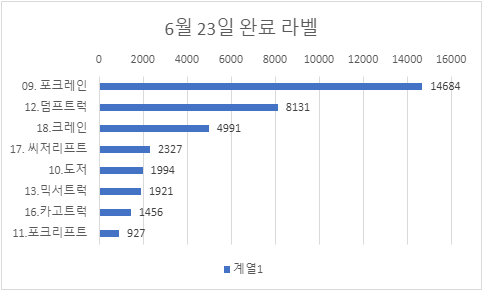 6월 23일 완료 라벨
0 2000 4000 6000 8000 10000 12000 14000 16000
09. 포크레인 14684
12.덤프트럭 8131
18.크레인 4991
17. 씨저리프트 2327
10.도저 1994
13.믹서트럭 1921
16.카고트럭 1456
11.포크리프트 927
계열1